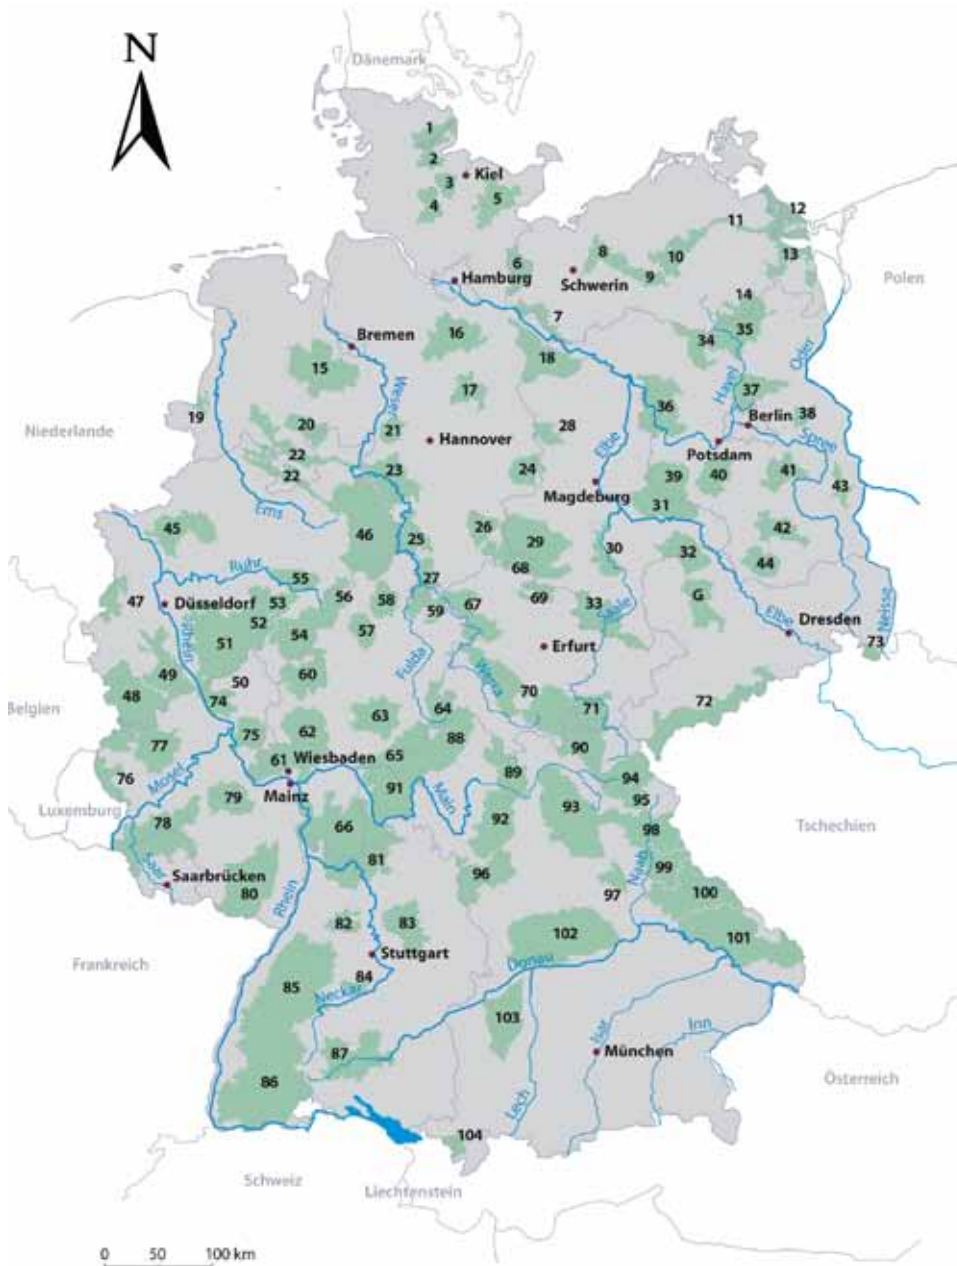 N
Dänemark
1
2
Kiel
3
5
4
12
11
8
10
6
13
9
Hamburg
Schwerin
Polen
14
7
16
35
34
Bremen
Oder
18
15
Havel
Weser
17
37
36
19
38
Berlin
20
28
21
Niederlande
Hannover
Elbe
Spree
Potsdam
22
23
24
39
40
41
22
Magdeburg
43
31
Ems
45
26
42
46
25
29
30
32
44
Ruhr
68
55
27
G
47
Düsseldorf
53
56
58
59
67
69
33
Elbe
Dresden
Neisse
52
57
Saale
51
54
Rhein
Erfurt
73
49
60
Fulda
Werra
50
48
70
72
Belgien
74
64
71
63
62
75
88
77
65
90
61
Wiesbaden
89
76
Mosel
94
Mainz
91
Main
79
95
93
Luxemburg
92
78
66
98
Tschechien
81
99
Saar
Saarbrücken
96
Naab
80
97
100
Rhein
82
83
102
101
Stuttgart
Frankreich
Donau
84
85
Neckar
103
Isar
Inn
87
München
86
Österreich
Lech
104
Schweiz
Liechtenstein
0 50 100 km